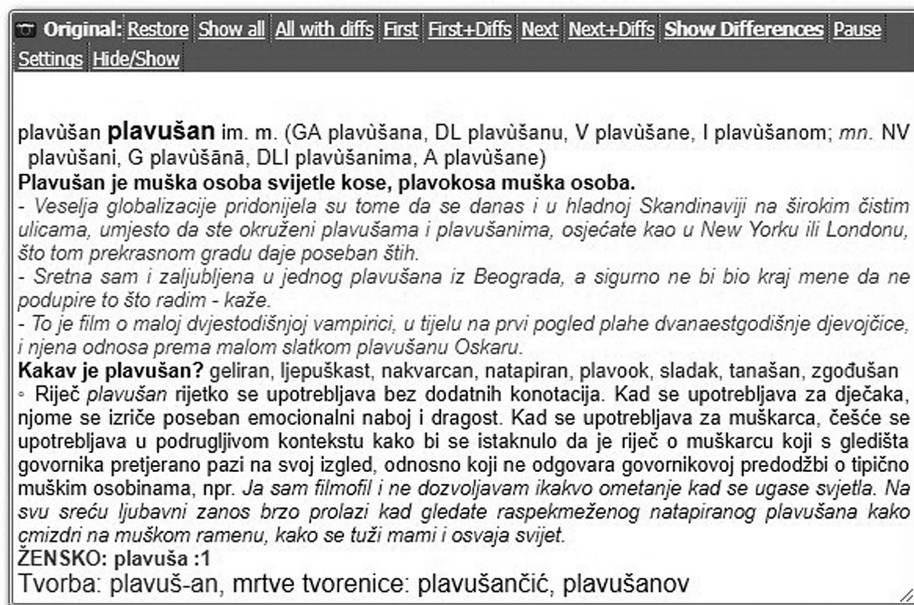 Original: Restore Show all All with diffs First First+Diffs Next Next+Diffs Show Differences Pause
Settings Hide/Show
plavùšan plavušan im. m. (GA plavùšana, DL plavùšanu, V plavùšane, I plavùšanom; mn. NV
plavùšani, G plavùšānā, DLI plavùšanima, A plavùšane)
Plavušan je muška osoba svijetle kose, plavokosa muška osoba.
- Veselja globalizacije pridonijela su tome da se danas i u hladnoj Skandinaviji na širokim čistim
ulicama, umjesto da ste okruženi plavušama i plavušanima, osjećate kao u New Yorku ili Londonu,
što tom prekrasnom gradu daje poseban štih.
- Sretna sam i zaljubljena u jednog plavušana iz Beograda, a sigurno ne bi bio kraj mene da ne
podupire to što radim - kaže.
- To je film o maloj dvjestodišnjoj vampirici, u tijelu na prvi pogled plahe dvanaestgodišnje djevojčice,
i njena odnosa prema malom slatkom plavušanu Oskaru.
Kakav je plavušan? geliran, ljepuškast, nakvarcan, natapiran, plavook, sladak, tanašan, zgođušan
◦ Riječ plavušan rijetko se upotrebljava bez dodatnih konotacija. Kad se upotrebljava za dječaka,
njome se izriče poseban emocionalni naboj i dragost. Kad se upotrebljava za muškarca, češće se
upotrebljava u podrugljivom kontekstu kako bi se istaknulo da je riječ o muškarcu koji s gledišta
govornika pretjerano pazi na svoj izgled, odnosno koji ne odgovara govornikovoj predodžbi o tipično
muškim osobinama, npr. Ja sam filmofil i ne dozvoljavam ikakvo ometanje kad se ugase svjetla. Na
svu sreću ljubavni zanos brzo prolazi kad gledate raspekmeženog natapiranog plavušana kako
cmizdri na muškom ramenu, kako se tuži mami i osvaja svijet.
ŽENSKO: plavuša :1
Tvorba: plavuš-an, mrtve tvorenice: plavušančić, plavušanov